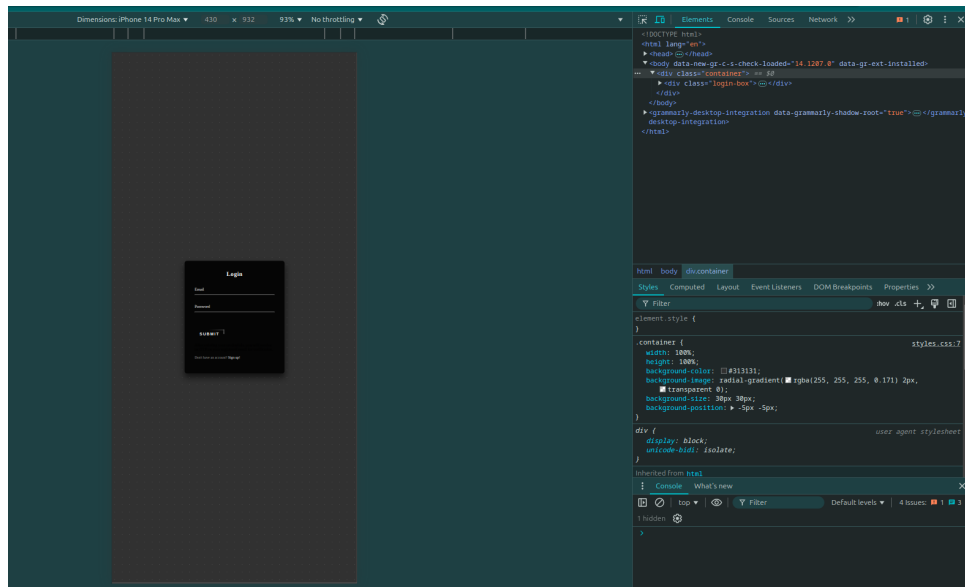 Dimensions: iPhone 14 Pro Max ▼ 430 x 932 93% ▼ No throttling ▼
Elements Console Sources Network 1
<!DOCTYPE html>
<html lang="en">
<head> </head>
<body data-new-gr-c-s-check-loaded="14.1207.0" data-gr-ext-installed>
<div class="container"> == $0
<div class="login-box"> </div>
</div>
</body>
<grammarly-desktop-integration data-grammarly-shadow-root="true"> </grammarly-
desktop-integration>
</html>
Login
Email
Password
SUBMIT
Don't have an account? Signup!
html body div.container
Styles Computed Layout Event Listeners DOM Breakpoints Properties
Filter :hov .cls
element.style {
}
.container { styles.css:7
width: 100%;
height: 100%;
background-color: #313131;
background-image: radial-gradient( rgba(255, 255, 255, 0.171) 2px,
transparent 0);
background-size: 30px 30px;
background-position: -5px -5px;
}
div { user agent stylesheet
display: block;
unicode-bidi: isolate;
}
Inherited from html
Console What's new
top ▼ Filter Default levels ▼ 4 Issues: 1 3
1 hidden